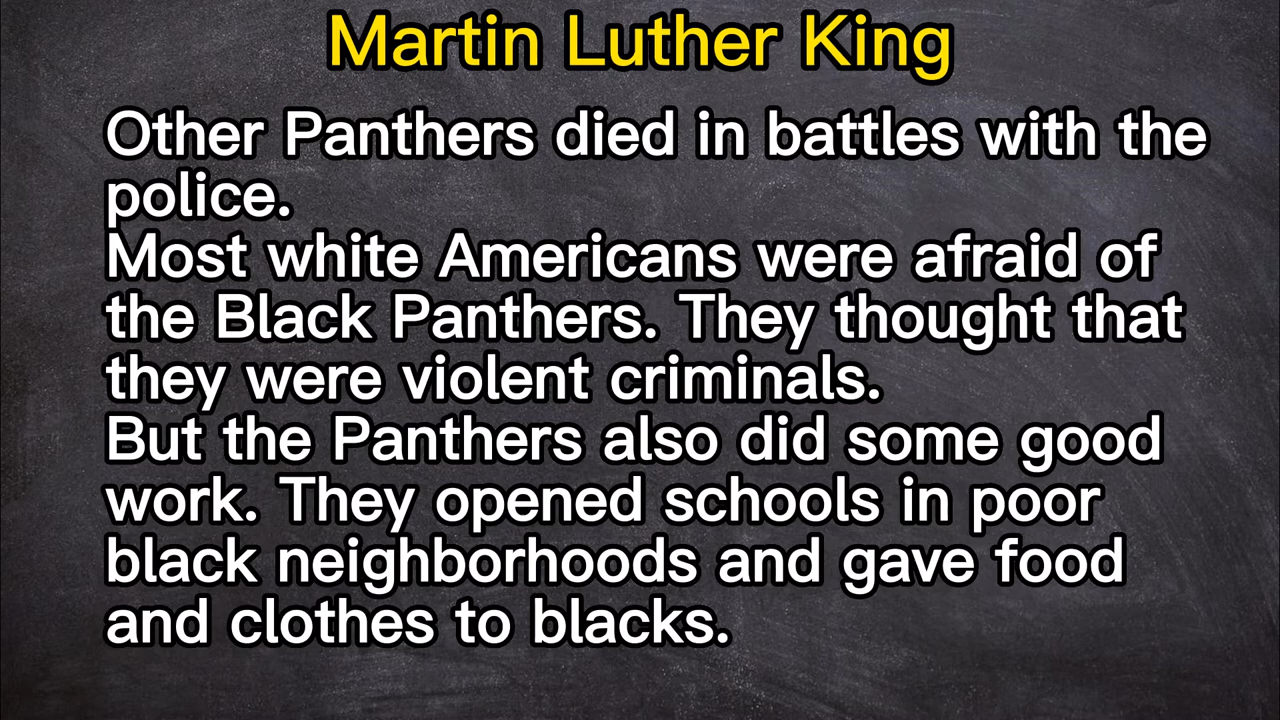 Martin Luther King
Other Panthers died in battles with the
police.
Most white Americans were afraid of
the Black Panthers. They thought that
they were violent criminals.
But the Panthers also did some good
work. They opened schools in poor
black neighborhoods and gave food
and clothes to blacks.